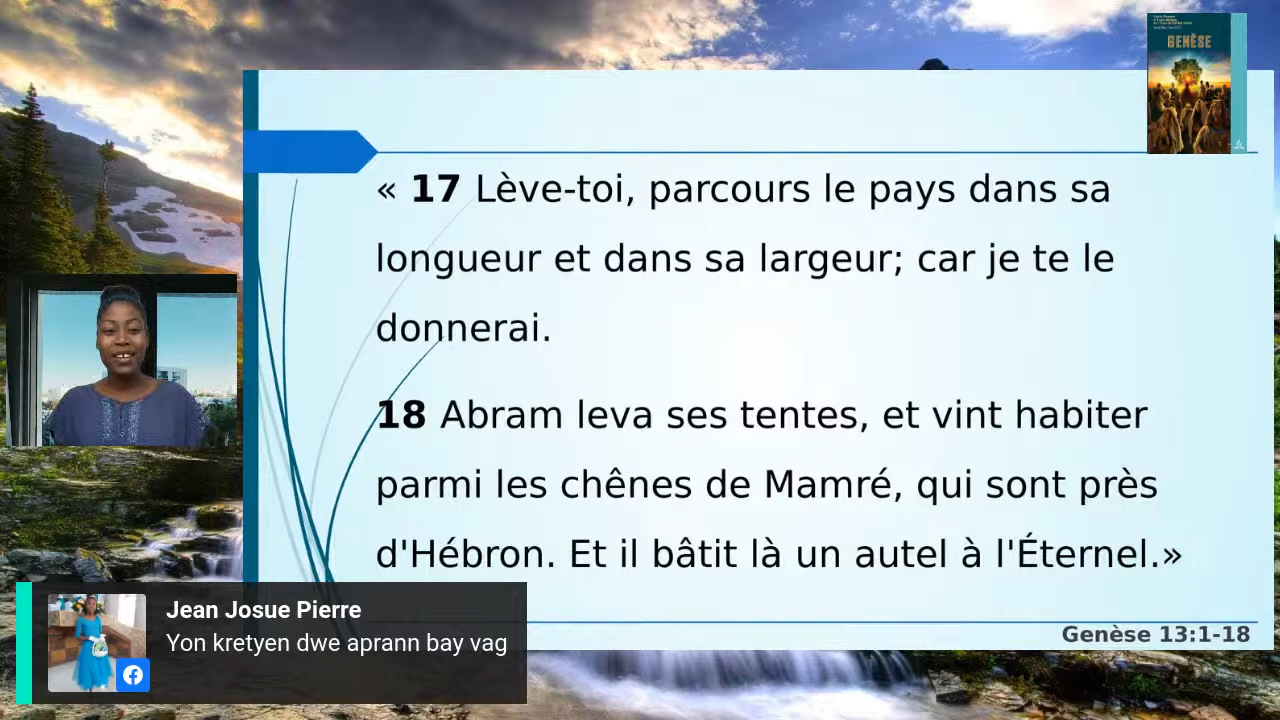 GENÈSE
« 17 Lève-toi, parcours le pays dans sa
longueur et dans sa largeur; car je te le
donnerai.
18 Abram leva ses tentes, et vint habiter
parmi les chênes de Mamré, qui sont près
d'Hébron. Et il bâtit là un autel à l'Éternel.»
Genèse 13:1-18
Jean Josue Pierre
Yon kretyen dwe aprann bay vag